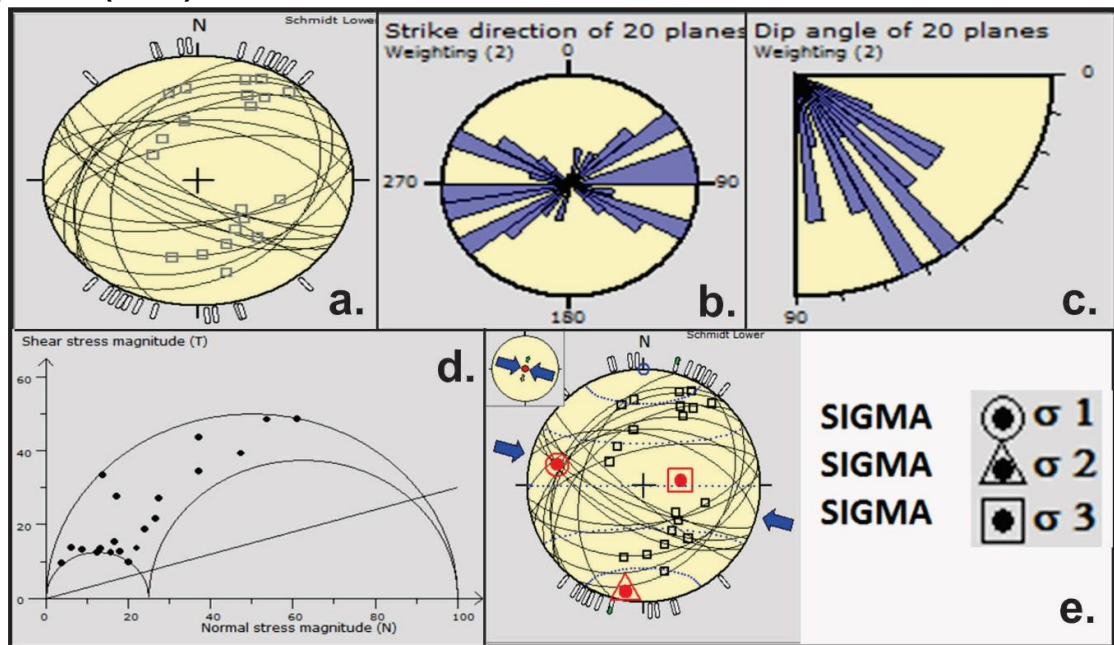 N
Schmidt Lower
a.
Strike direction of 20 planes
Weighting (2)
0
270
90
180
b.
Dip angle of 20 planes
Weighting (2)
0
90
c.
Shear stress magnitude (T)
60
40
20
0
0
20
40
60
80
100
Normal stress magnitude (N)
d.
N
Schmidt Lower
e.
SIGMA σ 1
SIGMA σ 2
SIGMA σ 3